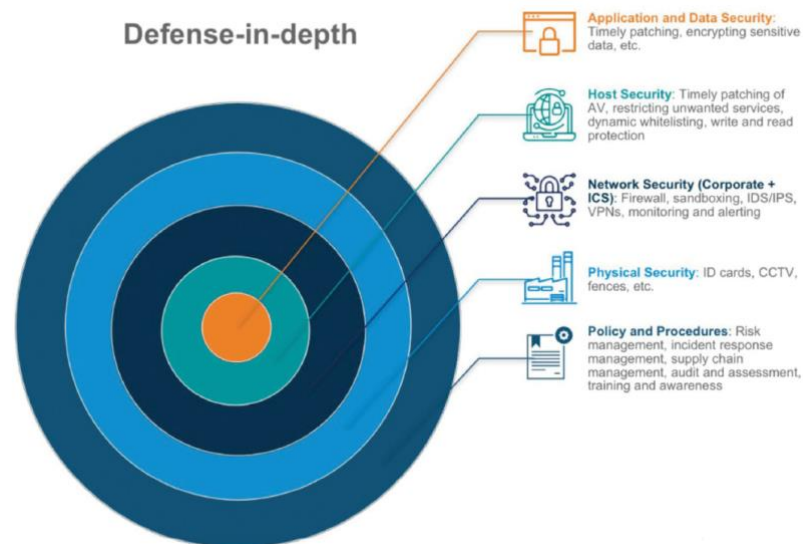 Defense-in-depth
Application and Data Security:
Timely patching, encrypting sensitive
data, etc.
Host Security: Timely patching of
AV, restricting unwanted services,
dynamic whitelisting, write and read
protection
Network Security (Corporate +
ICS): Firewall, sandboxing, IDS/IPS,
VPNs, monitoring and alerting
Physical Security: ID cards, CCTV,
fences, etc.
Policy and Procedures: Risk
management, incident response
management, supply chain
management, audit and assessment,
training and awareness